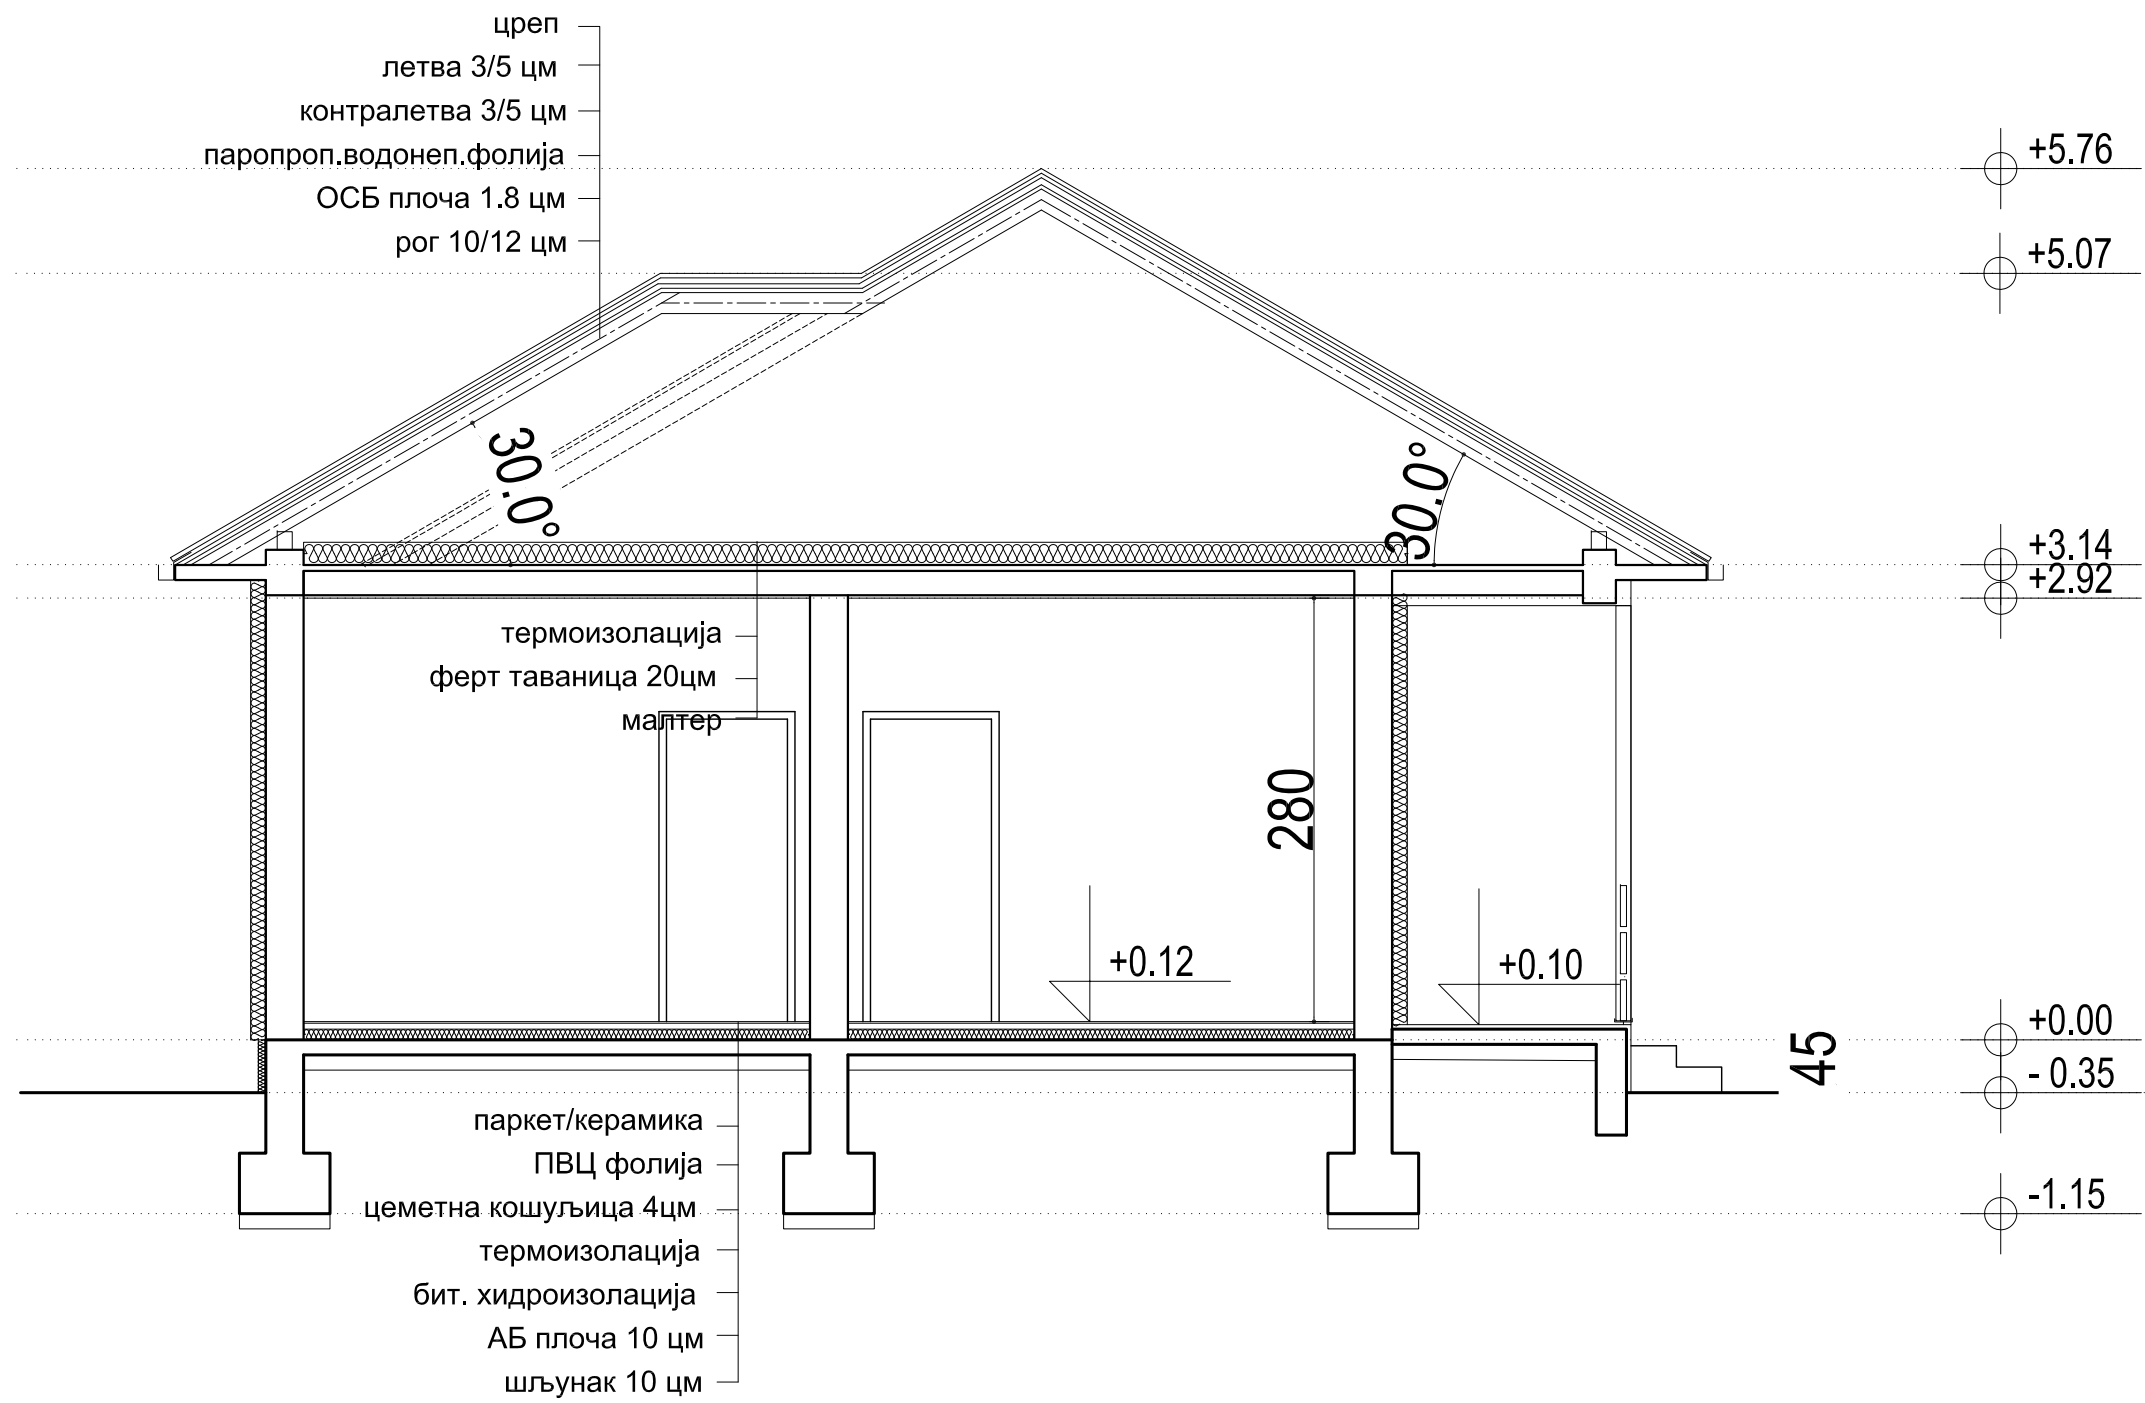 цреп
летва 3/5 цм
контралетва 3/5 цм
паропроп.водонеп.фолија
ОСБ плоча 1.8 цм
рог 10/12 цм
+5.76
+5.07
30.0°
30.0°
+3.14
+2.92
термоизолација
ферт таваница 20цм
малтер
280
+0.12
+0.10
+0.00
45
- 0.35
паркет/керамика
ПВЦ фолија
цеметна кошуљица 4цм
термоизолација
бит. хидроизолација
АБ плоча 10 цм
шљунак 10 цм
-1.15